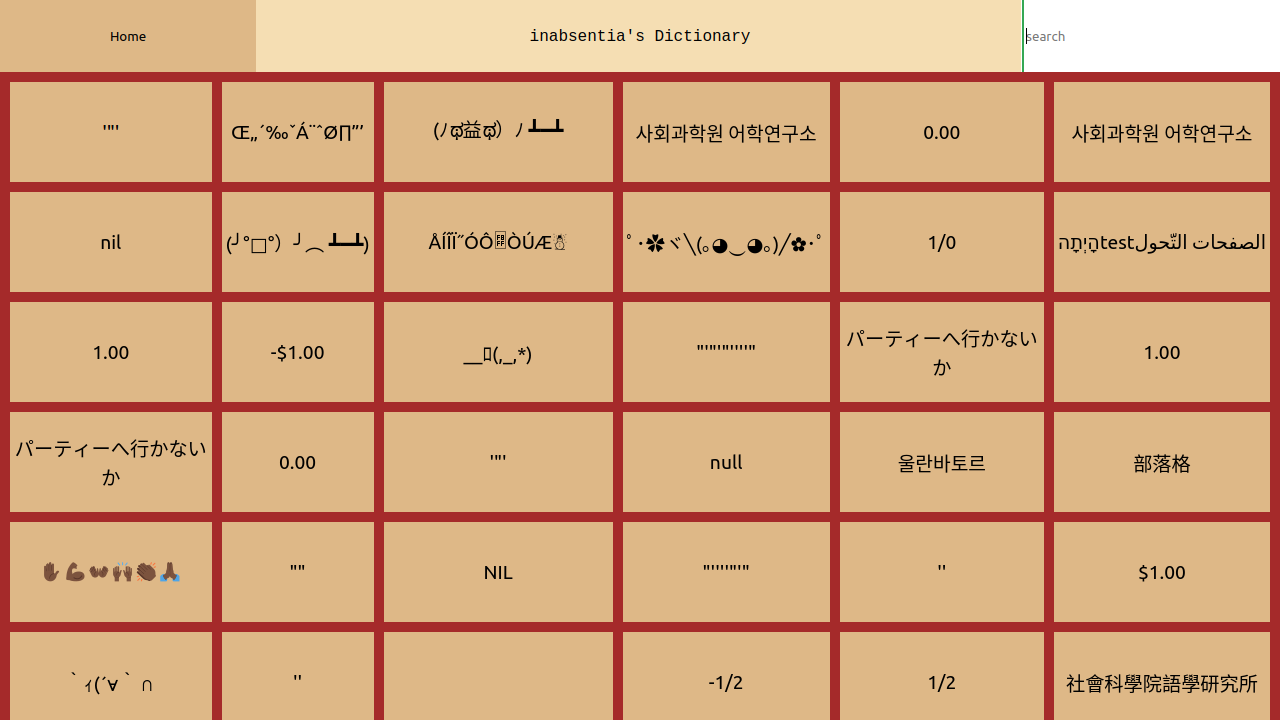 Home
inabsentia's Dictionary
search
'"'
Œ„´‰ˇÁ¨ˆØ∏”’
(ﾉಥ益ಥ）ﾉ ┻━┻
사회과학원 어학연구소
0.00
사회과학원 어학연구소
nil
(╯°□°）╯︵ ┻━┻)
ÅÍÎÏ˝ÓÔÒÚÆ☃
ﾟ･✿ヾ╲(｡◕‿◕｡)╱✿･ﾟ
1/0
הָיְתָהtestالصفحات التّحول
1.00
-$1.00
__ﾛ(,_,*)
"'"'"'"''''"
パーティーへ行かない
か
1.00
パーティーへ行かない
か
0.00
'"'
null
울란바토르
部落格
✋🏿 💪🏿 👐🏿 🙌🏿 👏🏿 🙏🏿
""
NIL
"''''"'"
''
$1.00
｀ｨ(´∀｀∩
''
-1/2
1/2
社會科學院語學研究所